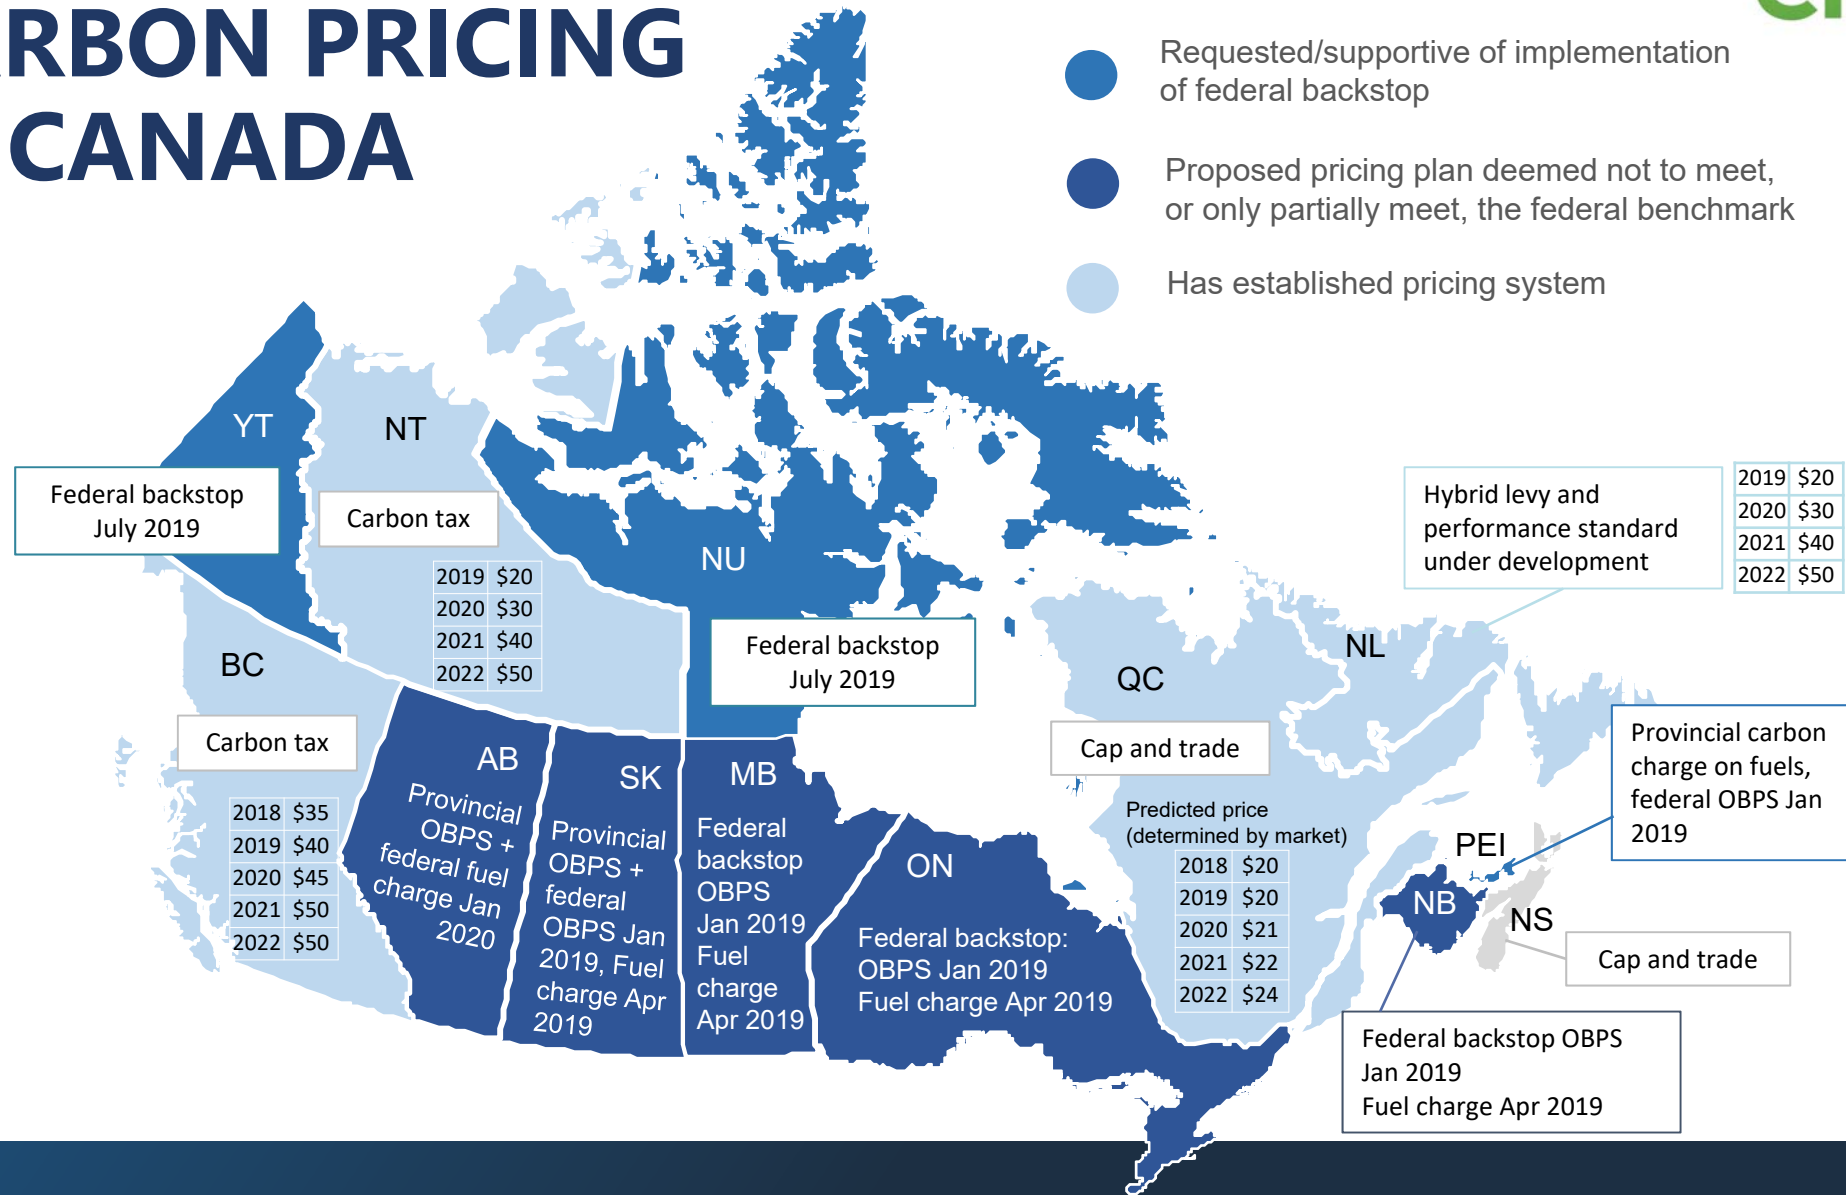 RBON PRICING
CANADA
Requested/supportive of implementation
of federal backstop
Proposed pricing plan deemed not to meet,
or only partially meet, the federal benchmark
Has established pricing system
YT
Federal backstop
July 2019
NT
Carbon tax
2019 $20
2020 $30
2021 $40
2022 $50
NU
Federal backstop
July 2019
Hybrid levy and
performance standard
under development
2019 $20
2020 $30
2021 $40
2022 $50
BC
Carbon tax
2018 $35
2019 $40
2020 $45
2021 $50
2022 $50
AB
Provincial
OBPS +
federal fuel
charge Jan
2020
SK
Provincial
OBPS +
federal
OBPS Jan
2019, Fuel
charge Apr
2019
MB
Federal
backstop
OBPS
Jan 2019
Fuel
charge
Apr 2019
ON
Federal backstop:
OBPS Jan 2019
Fuel charge Apr 2019
QC
Cap and trade
Predicted price
(determined by market)
2018 $20
2019 $20
2020 $21
2021 $22
2022 $24
NL
Provincial carbon
charge on fuels,
federal OBPS Jan
2019
PEI
NB
NS
Cap and trade
Federal backstop OBPS
Jan 2019
Fuel charge Apr 2019